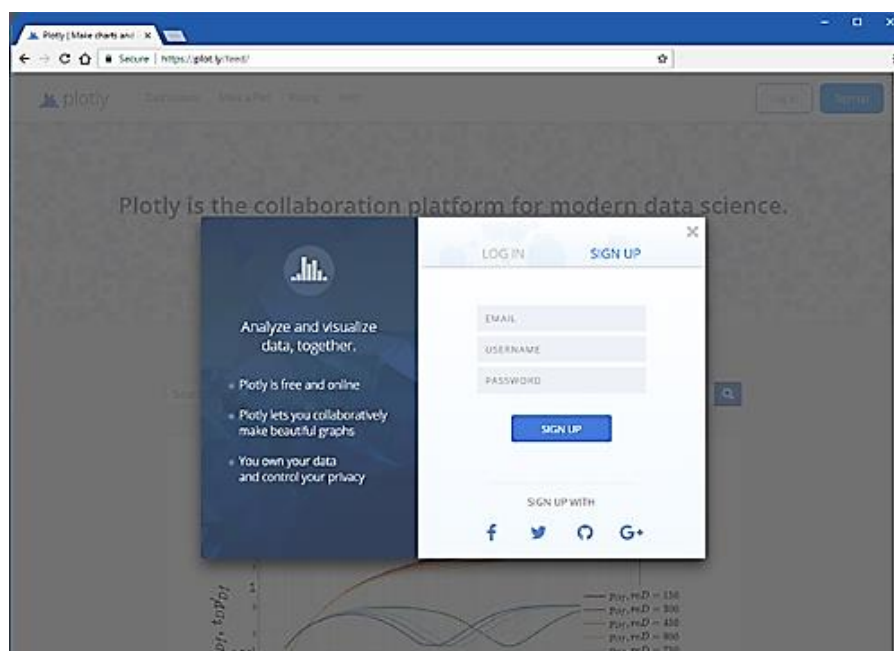 Plotly | Make charts and
Secure | https://plot.ly/feed/
plotly
Sign up
Plotly is the collaboration platform for modern data science.
LOG IN
SIGN UP
Analyze and visualize
data, together.
Plotly is free and online
Plotly lets you collaboratively
make beautiful graphs
You own your data
and control your privacy
EMAIL
USERNAME
PASSWORD
SIGN UP
SIGN UP WITH